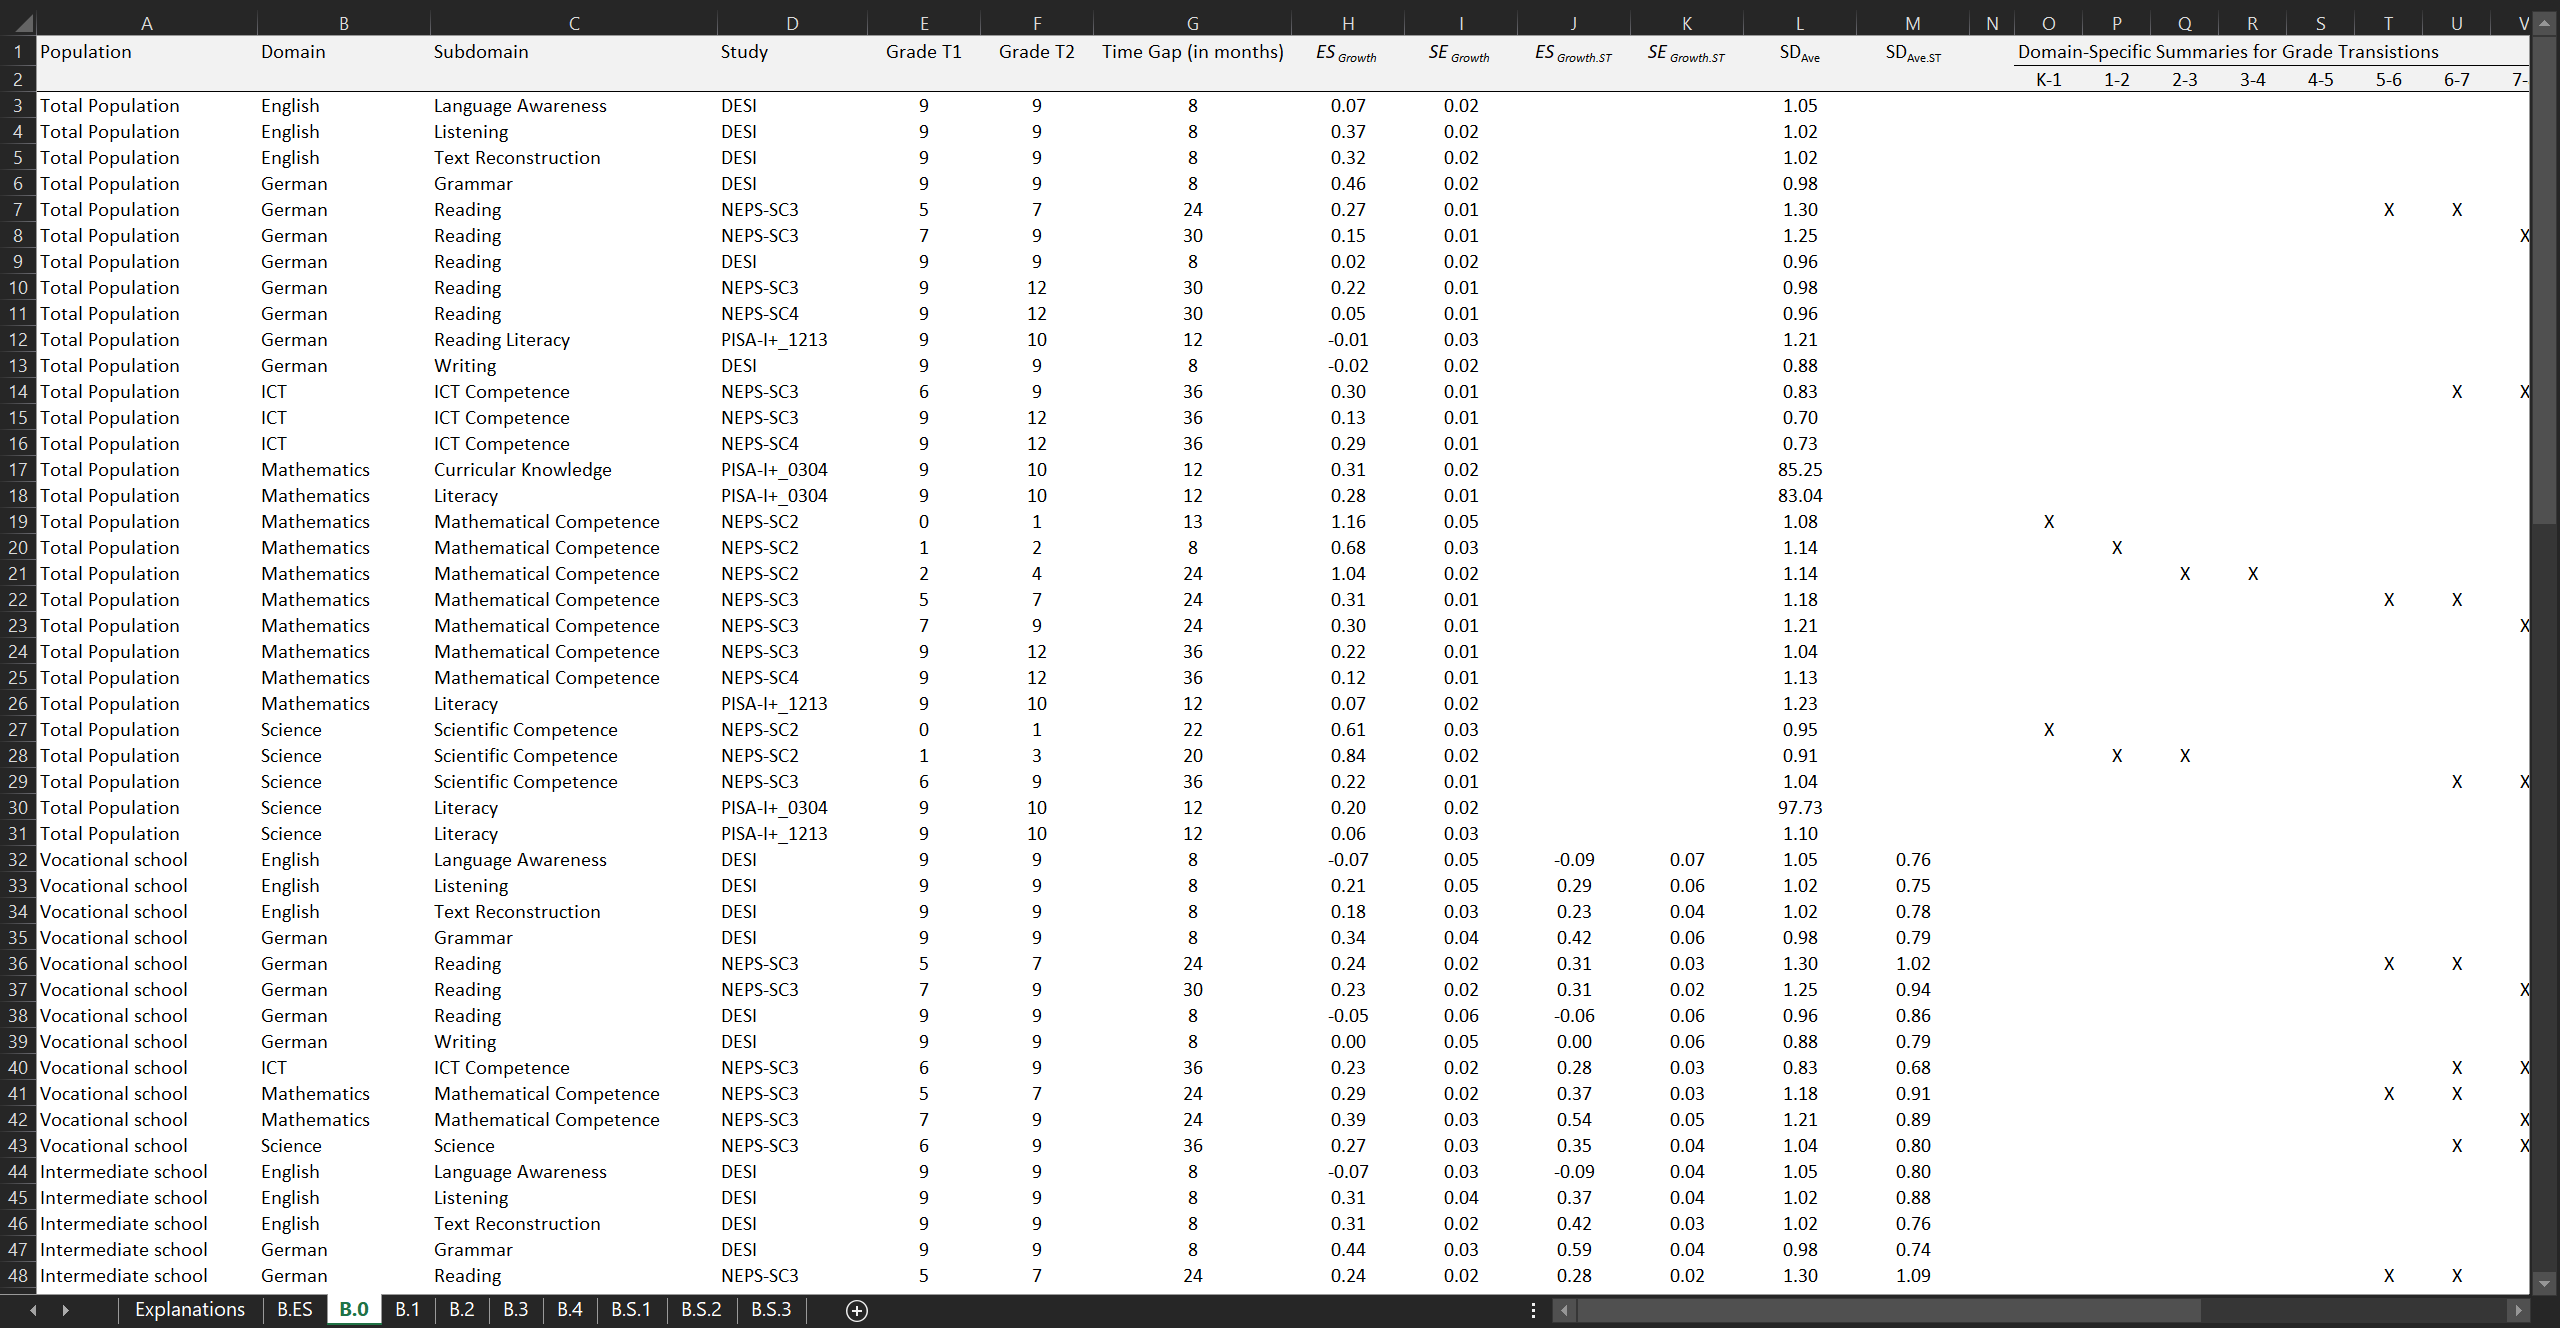 A B C D E F G H I J K L M N O P Q R S T U V
1 Population Domain Subdomain Study Grade T1 Grade T2 Time Gap (in months) ES Growth SE Growth ES Growth.ST SE Growth.ST SDAve SDAve.ST Domain-Specific Summaries for Grade Transistions
2 K-1 1-2 2-3 3-4 4-5 5-6 6-7 7-
3 Total Population English Language Awareness DESI 9 9 8 0.07 0.02 1.05
4 Total Population English Listening DESI 9 9 8 0.37 0.02 1.02
5 Total Population English Text Reconstruction DESI 9 9 8 0.32 0.02 1.02
6 Total Population German Grammar DESI 9 9 8 0.46 0.02 0.98
7 Total Population German Reading NEPS-SC3 5 7 24 0.27 0.01 1.30 X X
8 Total Population German Reading NEPS-SC3 7 9 30 0.15 0.01 1.25 X
9 Total Population German Reading DESI 9 9 8 0.02 0.02 0.96
10 Total Population German Reading NEPS-SC3 9 12 30 0.22 0.01 0.98
11 Total Population German Reading NEPS-SC4 9 12 30 0.05 0.01 0.96
12 Total Population German Reading Literacy PISA-I+_1213 9 10 12 -0.01 0.03 1.21
13 Total Population German Writing DESI 9 9 8 -0.02 0.02 0.88
14 Total Population ICT ICT Competence NEPS-SC3 6 9 36 0.30 0.01 0.83 X X
15 Total Population ICT ICT Competence NEPS-SC3 9 12 36 0.13 0.01 0.70
16 Total Population ICT ICT Competence NEPS-SC4 9 12 36 0.29 0.01 0.73
17 Total Population Mathematics Curricular Knowledge PISA-I+_0304 9 10 12 0.31 0.02 85.25
18 Total Population Mathematics Literacy PISA-I+_0304 9 10 12 0.28 0.01 83.04
19 Total Population Mathematics Mathematical Competence NEPS-SC2 0 1 13 1.16 0.05 1.08 X
20 Total Population Mathematics Mathematical Competence NEPS-SC2 1 2 8 0.68 0.03 1.14 X
21 Total Population Mathematics Mathematical Competence NEPS-SC2 2 4 24 1.04 0.02 1.14 X X
22 Total Population Mathematics Mathematical Competence NEPS-SC3 5 7 24 0.31 0.01 1.18 X X
23 Total Population Mathematics Mathematical Competence NEPS-SC3 7 9 24 0.30 0.01 1.21 X
24 Total Population Mathematics Mathematical Competence NEPS-SC3 9 12 36 0.22 0.01 1.04
25 Total Population Mathematics Mathematical Competence NEPS-SC4 9 12 36 0.12 0.01 1.13
26 Total Population Mathematics Literacy PISA-I+_1213 9 10 12 0.07 0.02 1.23
27 Total Population Science Scientific Competence NEPS-SC2 0 1 22 0.61 0.03 0.95 X
28 Total Population Science Scientific Competence NEPS-SC2 1 3 20 0.84 0.02 0.91 X X
29 Total Population Science Scientific Competence NEPS-SC3 6 9 36 0.22 0.01 1.04 X X
30 Total Population Science Literacy PISA-I+_0304 9 10 12 0.20 0.02 97.73
31 Total Population Science Literacy PISA-I+_1213 9 10 12 0.06 0.03 1.10
32 Vocational school English Language Awareness DESI 9 9 8 -0.07 0.05 -0.09 0.07 1.05 0.76
33 Vocational school English Listening DESI 9 9 8 0.21 0.05 0.29 0.06 1.02 0.75
34 Vocational school English Text Reconstruction DESI 9 9 8 0.18 0.03 0.23 0.04 1.02 0.78
35 Vocational school German Grammar DESI 9 9 8 0.34 0.04 0.42 0.06 0.98 0.79
36 Vocational school German Reading NEPS-SC3 5 7 24 0.24 0.02 0.31 0.03 1.30 1.02 X X
37 Vocational school German Reading NEPS-SC3 7 9 30 0.23 0.02 0.31 0.02 1.25 0.94 X
38 Vocational school German Reading DESI 9 9 8 -0.05 0.06 -0.06 0.06 0.96 0.86
39 Vocational school German Writing DESI 9 9 8 0.00 0.05 0.00 0.06 0.88 0.79
40 Vocational school ICT ICT Competence NEPS-SC3 6 9 36 0.23 0.02 0.28 0.03 0.83 0.68 X X
41 Vocational school Mathematics Mathematical Competence NEPS-SC3 5 7 24 0.29 0.02 0.37 0.03 1.18 0.91 X X
42 Vocational school Mathematics Mathematical Competence NEPS-SC3 7 9 24 0.39 0.03 0.54 0.05 1.21 0.89 X
43 Vocational school Science Science NEPS-SC3 6 9 36 0.27 0.03 0.35 0.04 1.04 0.80 X X
44 Intermediate school English Language Awareness DESI 9 9 8 -0.07 0.03 -0.09 0.04 1.05 0.80
45 Intermediate school English Listening DESI 9 9 8 0.31 0.04 0.37 0.04 1.02 0.88
46 Intermediate school English Text Reconstruction DESI 9 9 8 0.31 0.02 0.42 0.03 1.02 0.76
47 Intermediate school German Grammar DESI 9 9 8 0.44 0.03 0.59 0.04 0.98 0.74
48 Intermediate school German Reading NEPS-SC3 5 7 24 0.24 0.02 0.28 0.02 1.30 1.09 X X
Explanations B.ES B.0 B.1 B.2 B.3 B.4 B.S.1 B.S.2 B.S.3